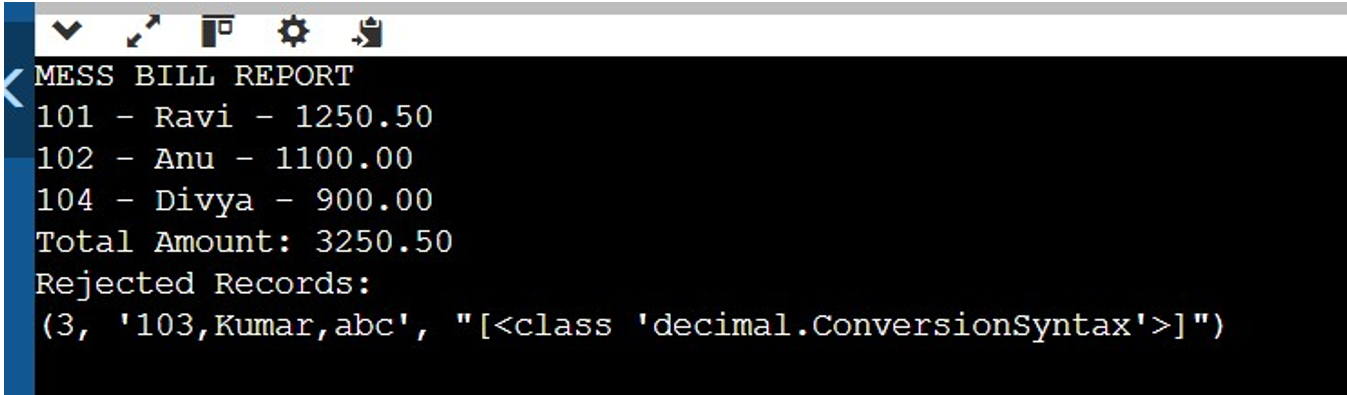 MESS BILL REPORT
101 - Ravi - 1250.50
102 - Anu - 1100.00
104 - Divya - 900.00
Total Amount: 3250.50
Rejected Records:
(3, '103,Kumar,abc', "[<class 'decimal.ConversionSyntax'>]")